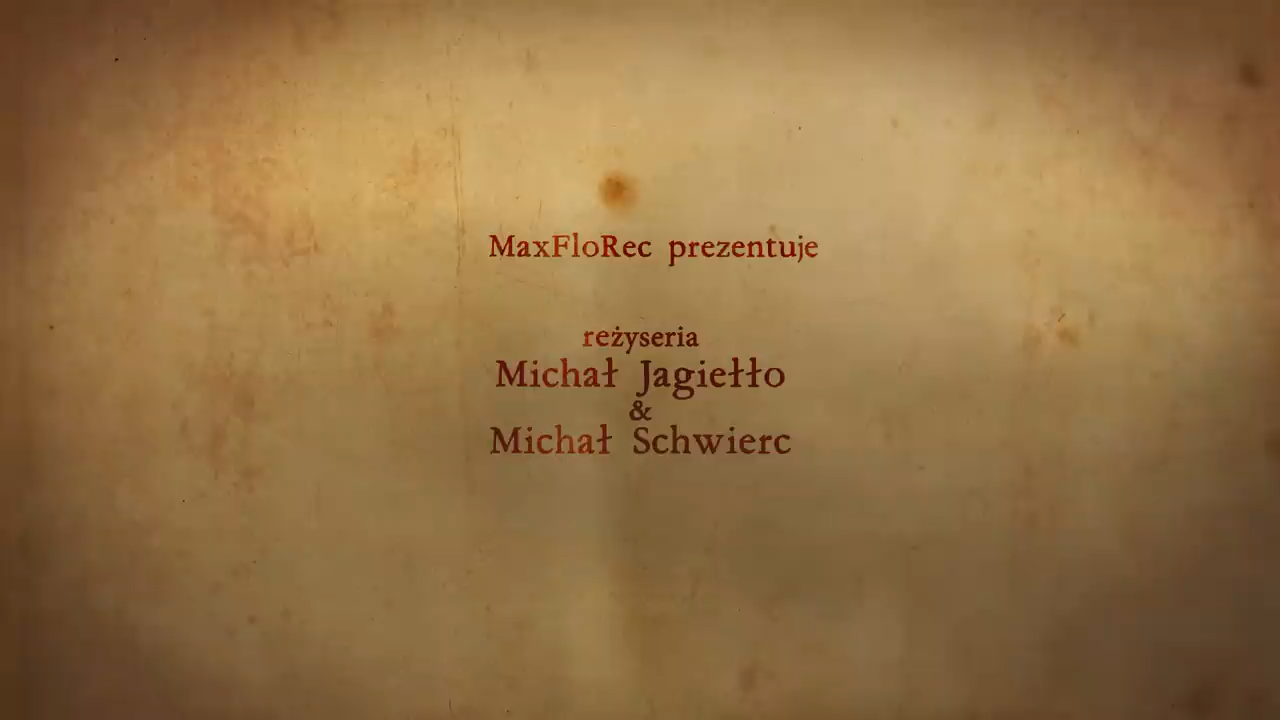 MaxFloRec prezentuje
reżyseria
Michał Jagiełło
&
Michał Schwierc